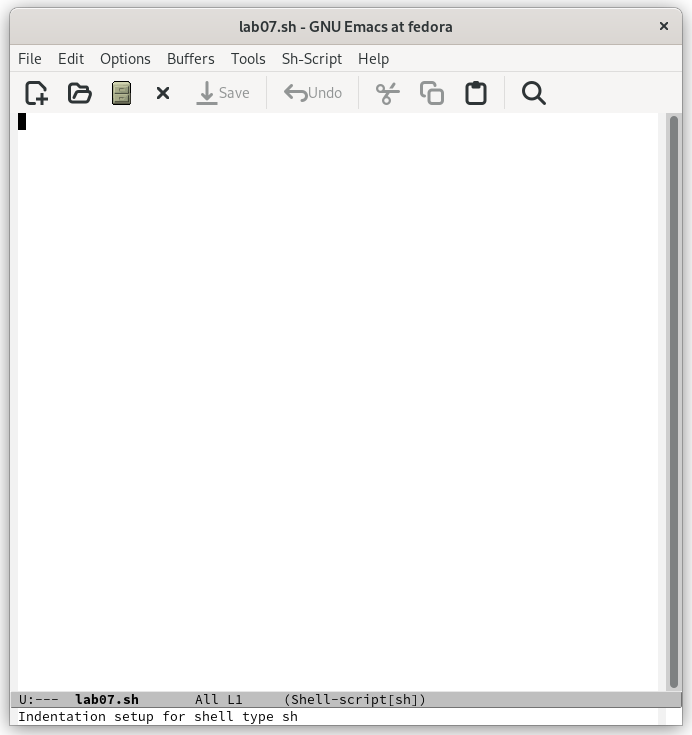 lab07.sh - GNU Emacs at fedora
File Edit Options Buffers Tools Sh-Script Help
Save Undo
U:--- lab07.sh All L1 (Shell-script[sh])
Indentation setup for shell type sh